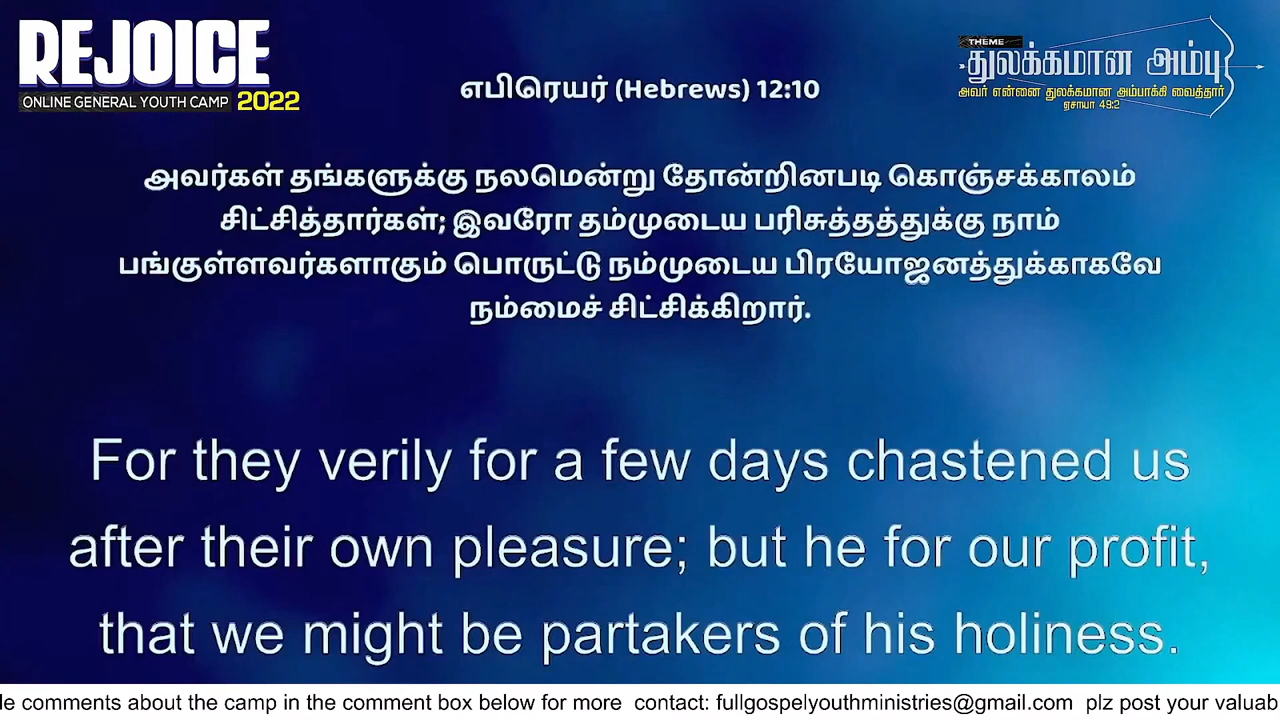 REJOICE
ONLINE GENERAL YOUTH CAMP 2022
THEME
துலக்கமான அம்பு
அவர் என்னை துலக்கமான அம்பாக்கி வைத்தார்
ஏசாயா 49:2
எபிரெயர் (Hebrews) 12:10
அவர்கள் தங்களுக்கு நலமென்று தோன்றினபடி கொஞ்சக்காலம்
சிட்சித்தார்கள்; இவரோ தம்முடைய பரிசுத்தத்துக்கு நாம்
பங்குள்ளவர்களாகும் பொருட்டு நம்முடைய பிரயோஜனத்துக்காகவே
நம்மைச் சிட்சிக்கிறார்.
For they verily for a few days chastened us
after their own pleasure; but he for our profit,
that we might be partakers of his holiness.
le comments about the camp in the comment box below for more contact: fullgospelyouthministries@gmail.com plz post your valuab